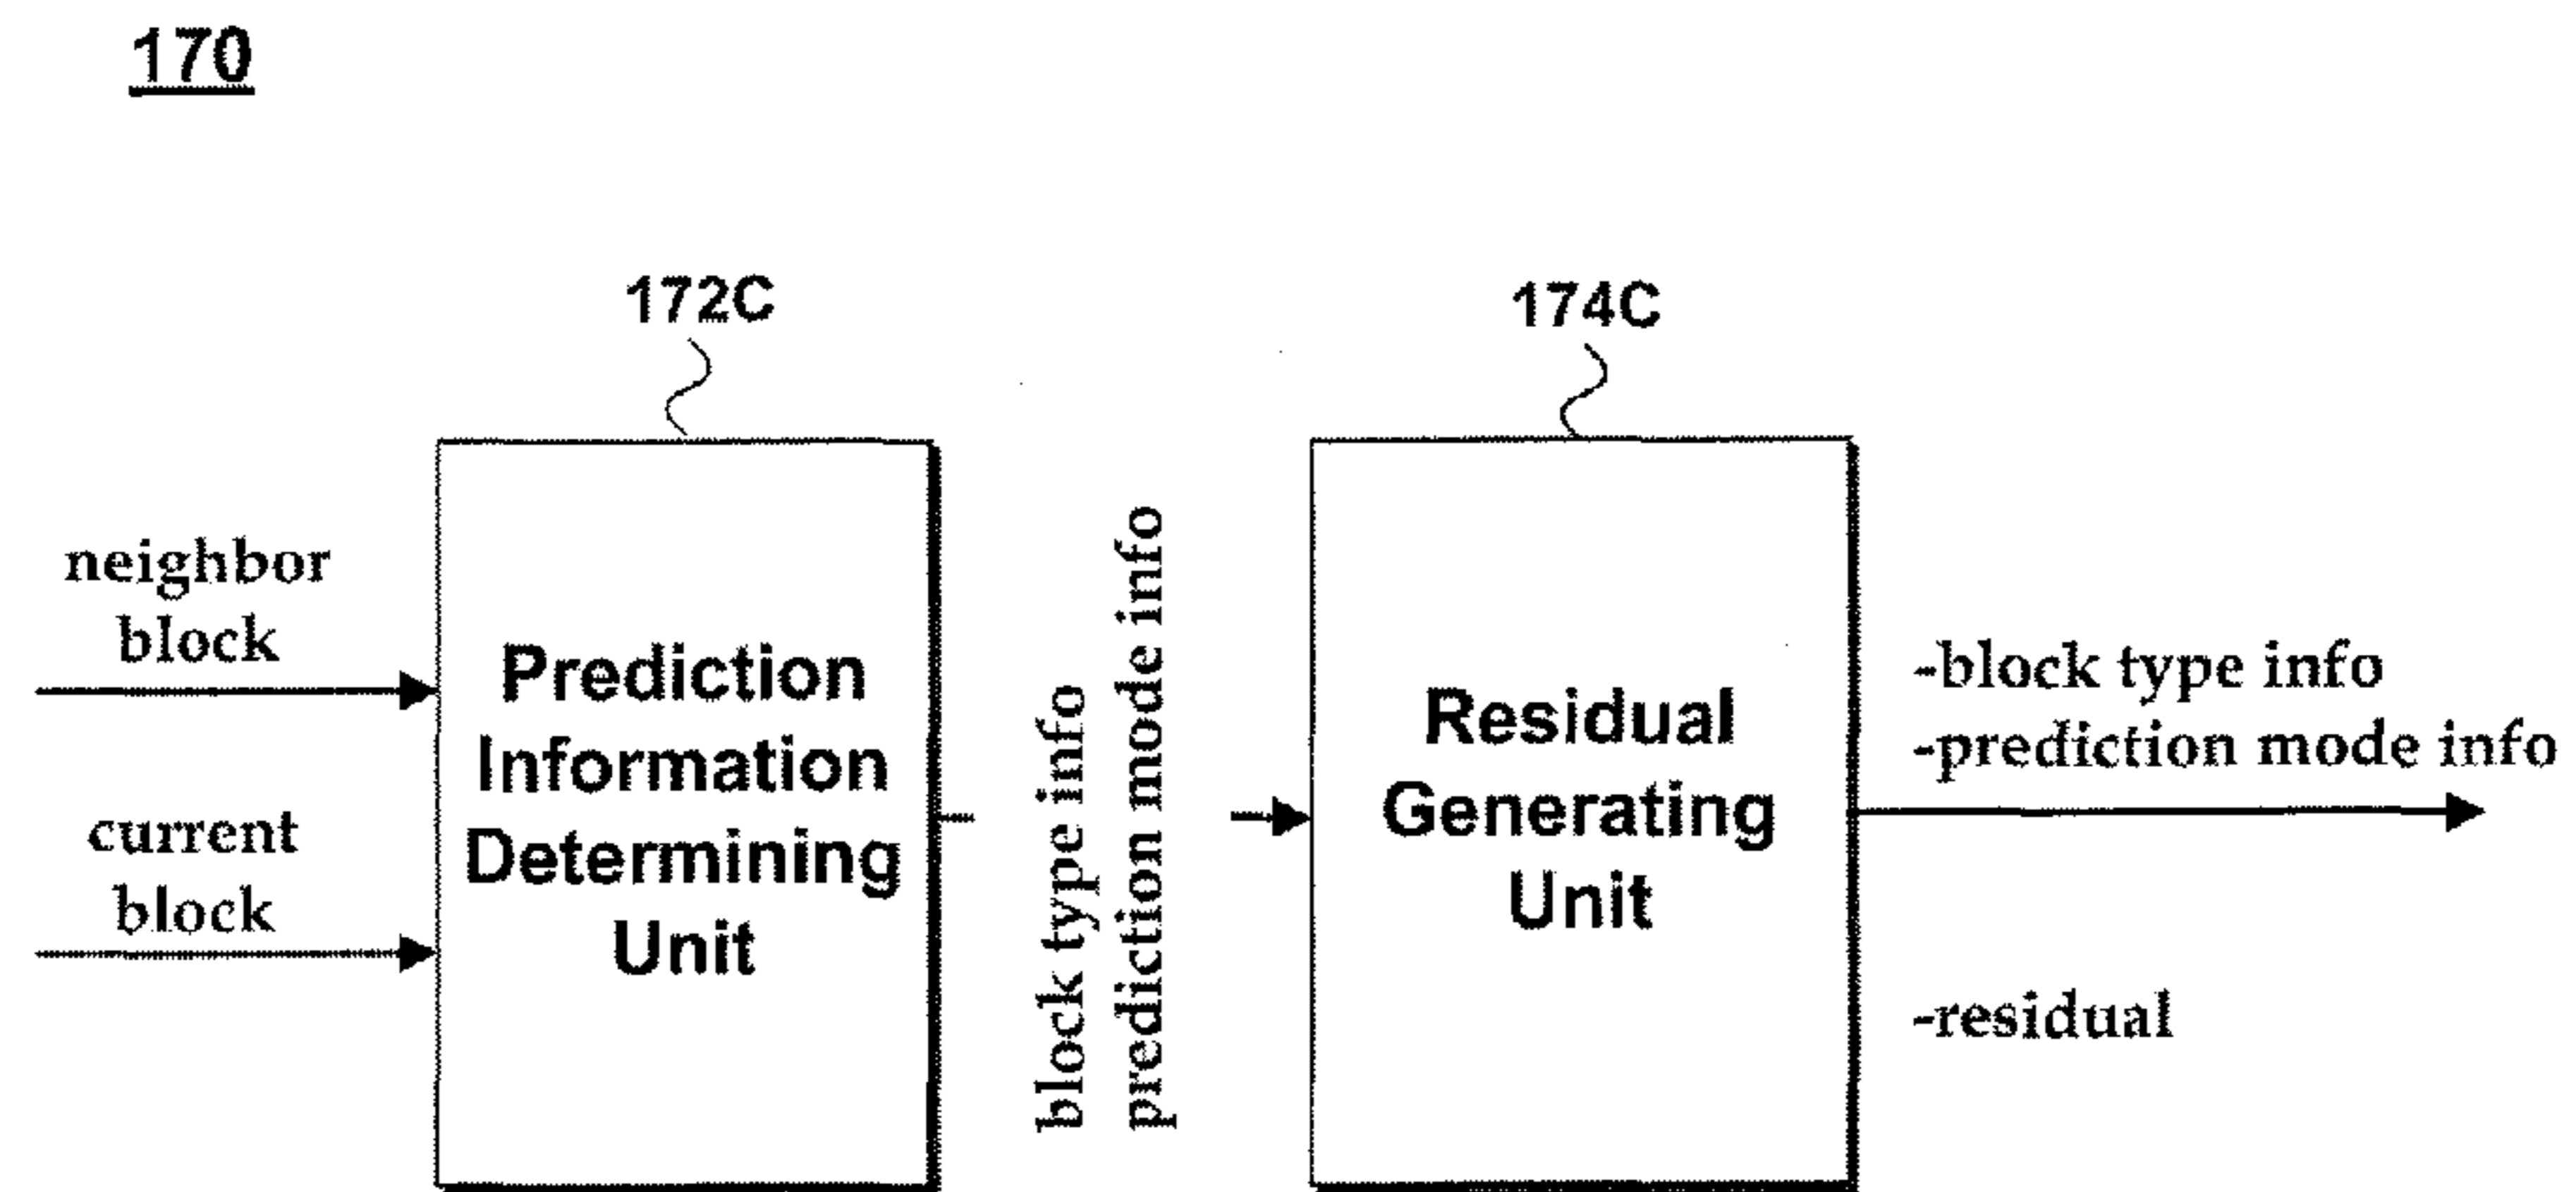 170
172C
174C
neighbor
block
current
block
Prediction
Information
Determining
Unit
block type info
prediction mode info
Residual
Generating
Unit
-block type info
-prediction mode info
-residual